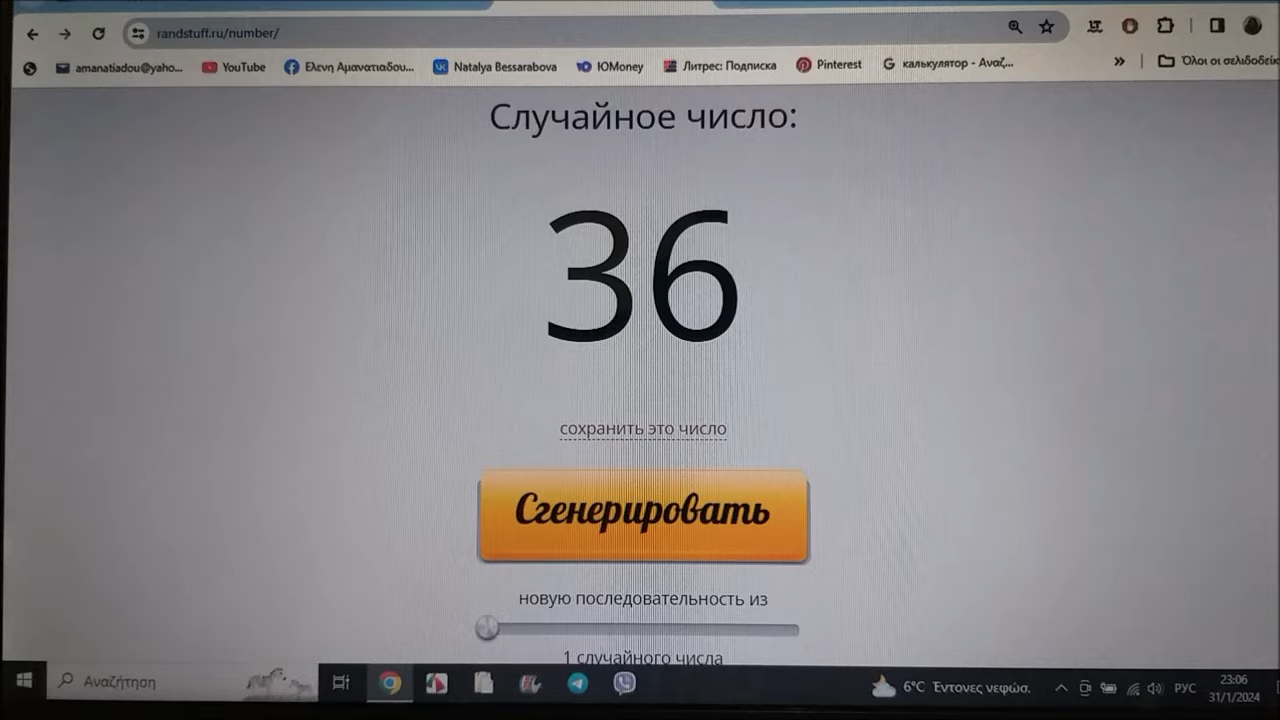 randstuff.ru/number/
amanatiadou@yaho... YouTube Ελενη Αμανατιαδου... Natalya Bessarabova ЮMoney Литрес: Подписка Pinterest калькулятор - Αναζ... » Όλοι οι σελιδοδείκ
Случайное число:
36
сохранить это число
Сгенерировать
новую последовательность из
1 случайного числа
Αναζήτηση 6°C Έντονες νεφώσ. РУС 23:06
31/1/2024